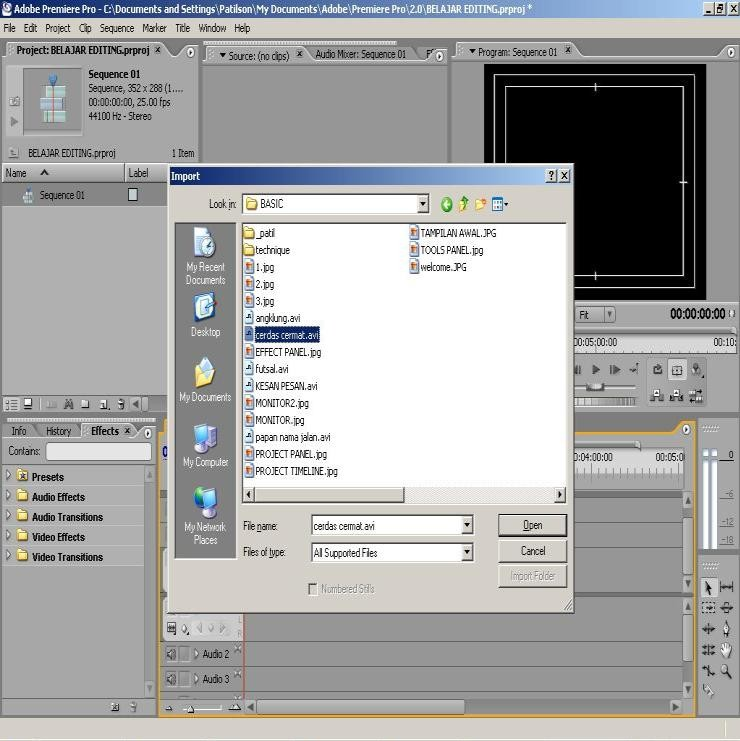 Adobe Premiere Pro - C:\Documents and Settings\Patilson\My Documents\Adobe\Premiere Pro\2.0\BELAJAR EDITING.prproj *
File Edit Project Clip Sequence Marker Title Window Help
Project: BELAJAR EDITING.prproj
Source: (no clips) Audio Mixer: Sequence 01
Program: Sequence 01
Sequence 01
Sequence, 352 x 288 (1....
00:00:00:00, 25.00 fps
44100 Hz - Stereo
BELAJAR EDITING.prproj 1 Item
Name Label
Sequence 01
Import
Look in: BASIC
My Recent Documents
Desktop
My Documents
My Computer
My Network Places
_patil
technique
1.jpg
2.jpg
3.jpg
angklung.avi
cerdas cermat.avi
EFFECT PANEL.jpg
futsal.avi
KESAN PESAN.avi
MONITOR2.jpg
MONITOR.jpg
papan nama jalan.avi
PROJECT PANEL.jpg
PROJECT TIMELINE.jpg
TAMPILAN AWAL.JPG
TOOLS PANEL.jpg
welcome.JPG
File name: cerdas cermat.avi Open
Files of type: All Supported Files Cancel
Import Folder
Numbered Stills
Fit 00:00:00:00
00:05:00:00 00:10:
Info History Effects
Contains:
Presets
Audio Effects
Audio Transitions
Video Effects
Video Transitions
0:04:00:00 00:05:0
0
-6
-12
-18
L
R
Audio 2
Audio 3